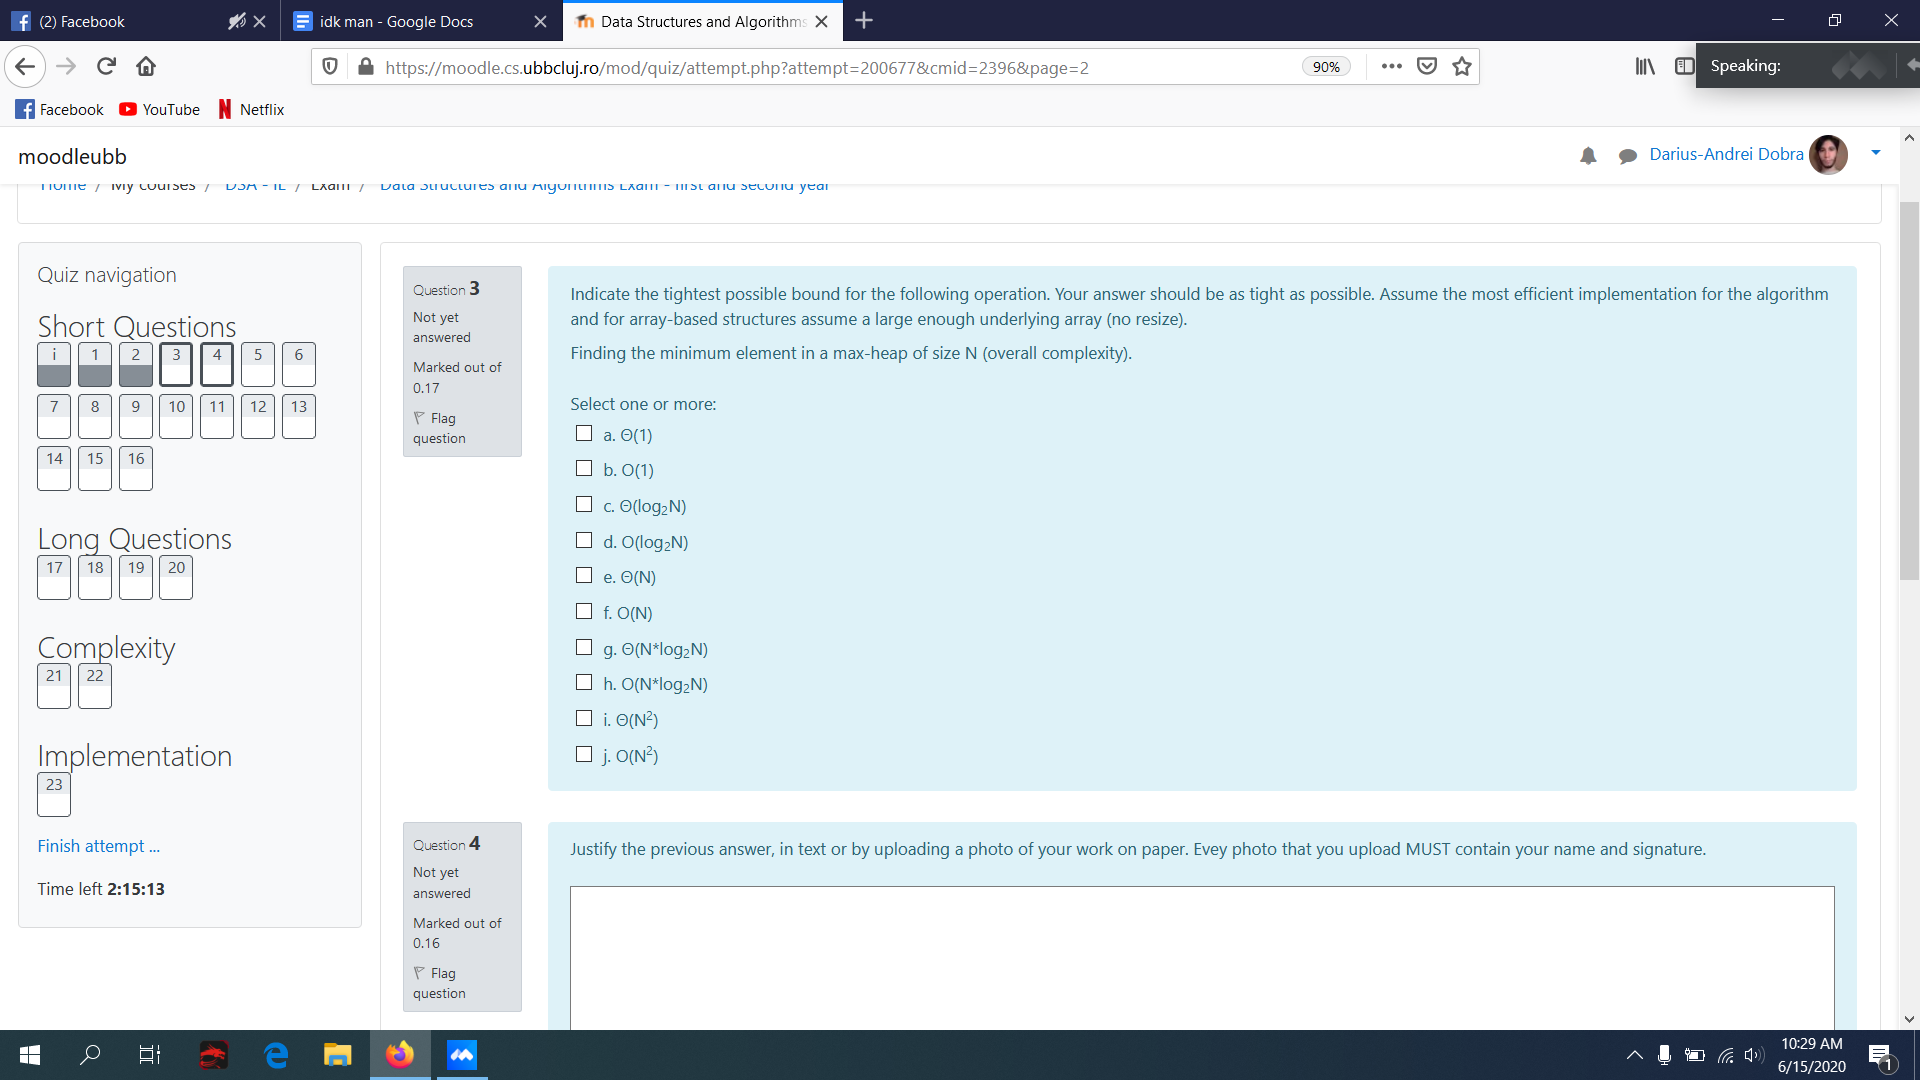 (2) Facebook
idk man - Google Docs
Data Structures and Algorithms
https://moodle.cs.ubbcluj.ro/mod/quiz/attempt.php?attempt=200677&cmid=2396&page=2
90%
Speaking:
Facebook
YouTube
Netflix
moodleubb
Darius-Andrei Dobra
Home / My courses / DSA - IE / Exam / Data Structures and Algorithms Exam - first and second year
Quiz navigation
Short Questions
i 1 2 3 4 5 6
7 8 9 10 11 12 13
14 15 16
Long Questions
17 18 19 20
Complexity
21 22
Implementation
23
Finish attempt ...
Time left 2:15:13
Question 3
Not yet
answered
Marked out of
0.17
Flag
question
Indicate the tightest possible bound for the following operation. Your answer should be as tight as possible. Assume the most efficient implementation for the algorithm
and for array-based structures assume a large enough underlying array (no resize).
Finding the minimum element in a max-heap of size N (overall complexity).
Select one or more:
a. Θ(1)
b. O(1)
c. Θ(log₂N)
d. O(log₂N)
e. Θ(N)
f. O(N)
g. Θ(N*log₂N)
h. O(N*log₂N)
i. Θ(N²)
j. O(N²)
Question 4
Not yet
answered
Marked out of
0.16
Flag
question
Justify the previous answer, in text or by uploading a photo of your work on paper. Evey photo that you upload MUST contain your name and signature.
10:29 AM
6/15/2020
1